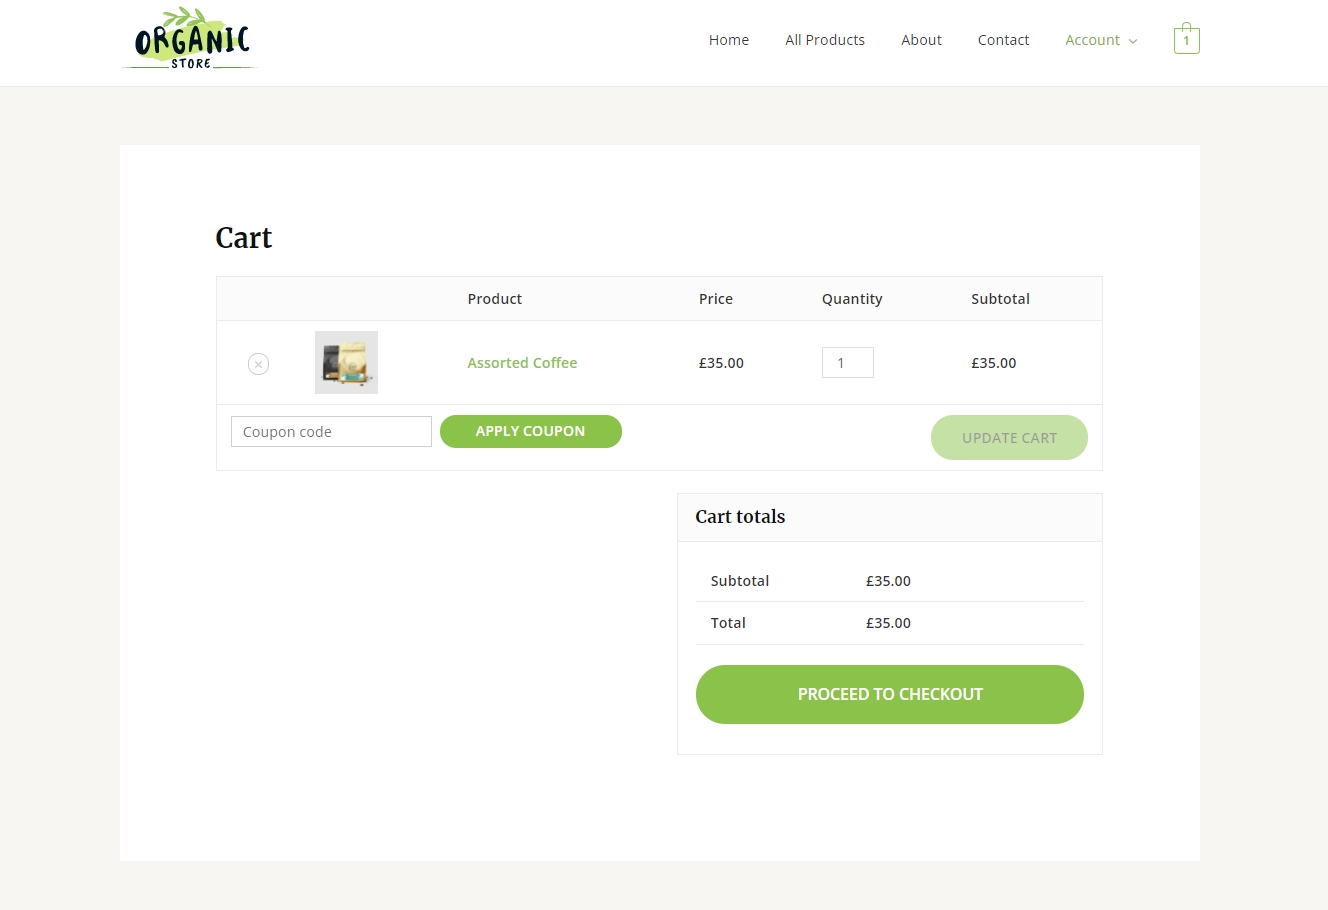 ORGANIC
STORE
Home All Products About Contact Account 1
Cart
Product Price Quantity Subtotal
× Assorted Coffee £35.00 1 £35.00
Coupon code APPLY COUPON UPDATE CART
Cart totals
Subtotal £35.00
Total £35.00
PROCEED TO CHECKOUT